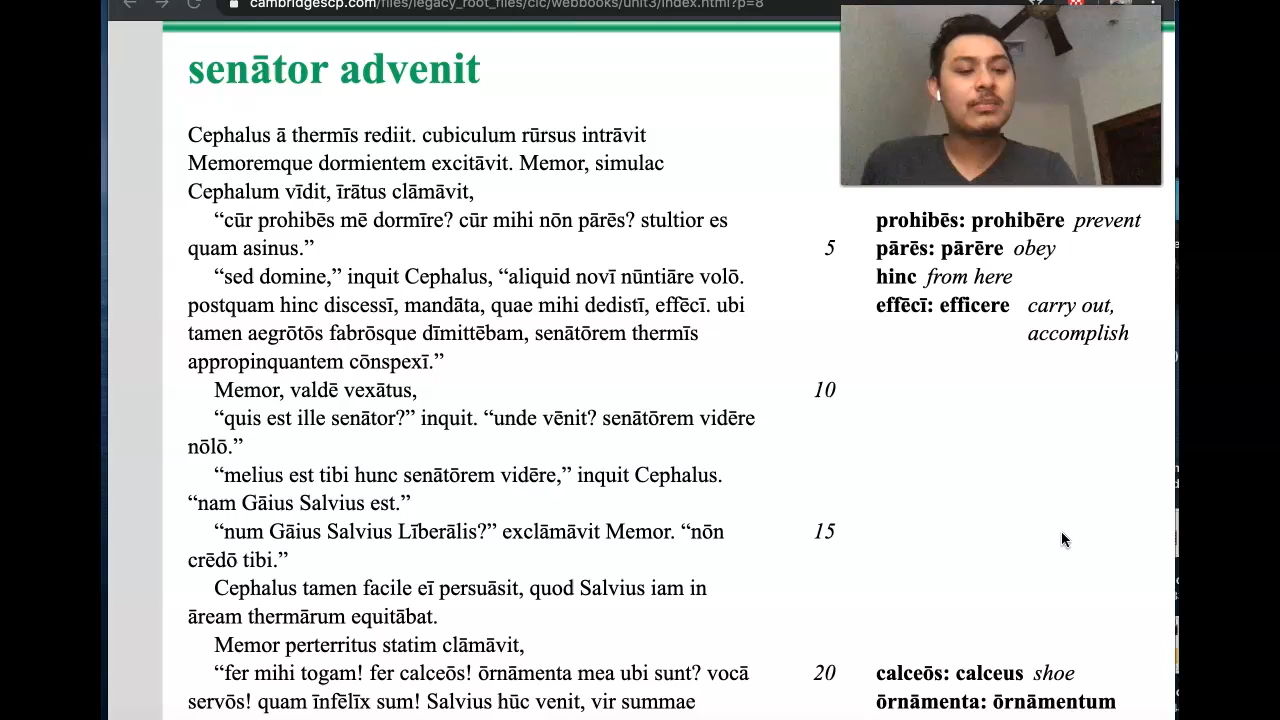 cambridgescp.com/files/legacy_root_files/clc/webbooks/unit3/index.html?p=8
senātor advenit
Cephalus ā thermīs rediit. cubiculum rūrsus intrāvit
Memoremque dormientem excitāvit. Memor, simulac
Cephalum vīdit, īrātus clāmāvit,
“cūr prohibēs mē dormīre? cūr mihi nōn pārēs? stultior es
quam asinus.”
“sed domine,” inquit Cephalus, “aliquid novī nūntiāre volō.
postquam hinc discessī, mandāta, quae mihi dedistī, effēcī. ubi
tamen aegrōtōs fabrōsque dīmittēbam, senātōrem thermīs
appropinquantem cōnspexī.”
Memor, valdē vexātus,
“quis est ille senātor?” inquit. “unde vēnit? senātōrem vidēre
nōlō.”
“melius est tibi hunc senātōrem vidēre,” inquit Cephalus.
“nam Gāius Salvius est.”
“num Gāius Salvius Līberālis?” exclāmāvit Memor. “nōn
crēdō tibi.”
Cephalus tamen facile eī persuāsit, quod Salvius iam in
āream thermārum equitābat.
Memor perterritus statim clāmāvit,
“fer mihi togam! fer calceōs! ōrnāmenta mea ubi sunt? vocā
servōs! quam īnfēlīx sum! Salvius hūc venit, vir summae
5
10
15
20
prohibēs: prohibēre prevent
pārēs: pārēre obey
hinc from here
effēcī: efficere carry out,
accomplish
calceōs: calceus shoe
ōrnāmenta: ōrnāmentum